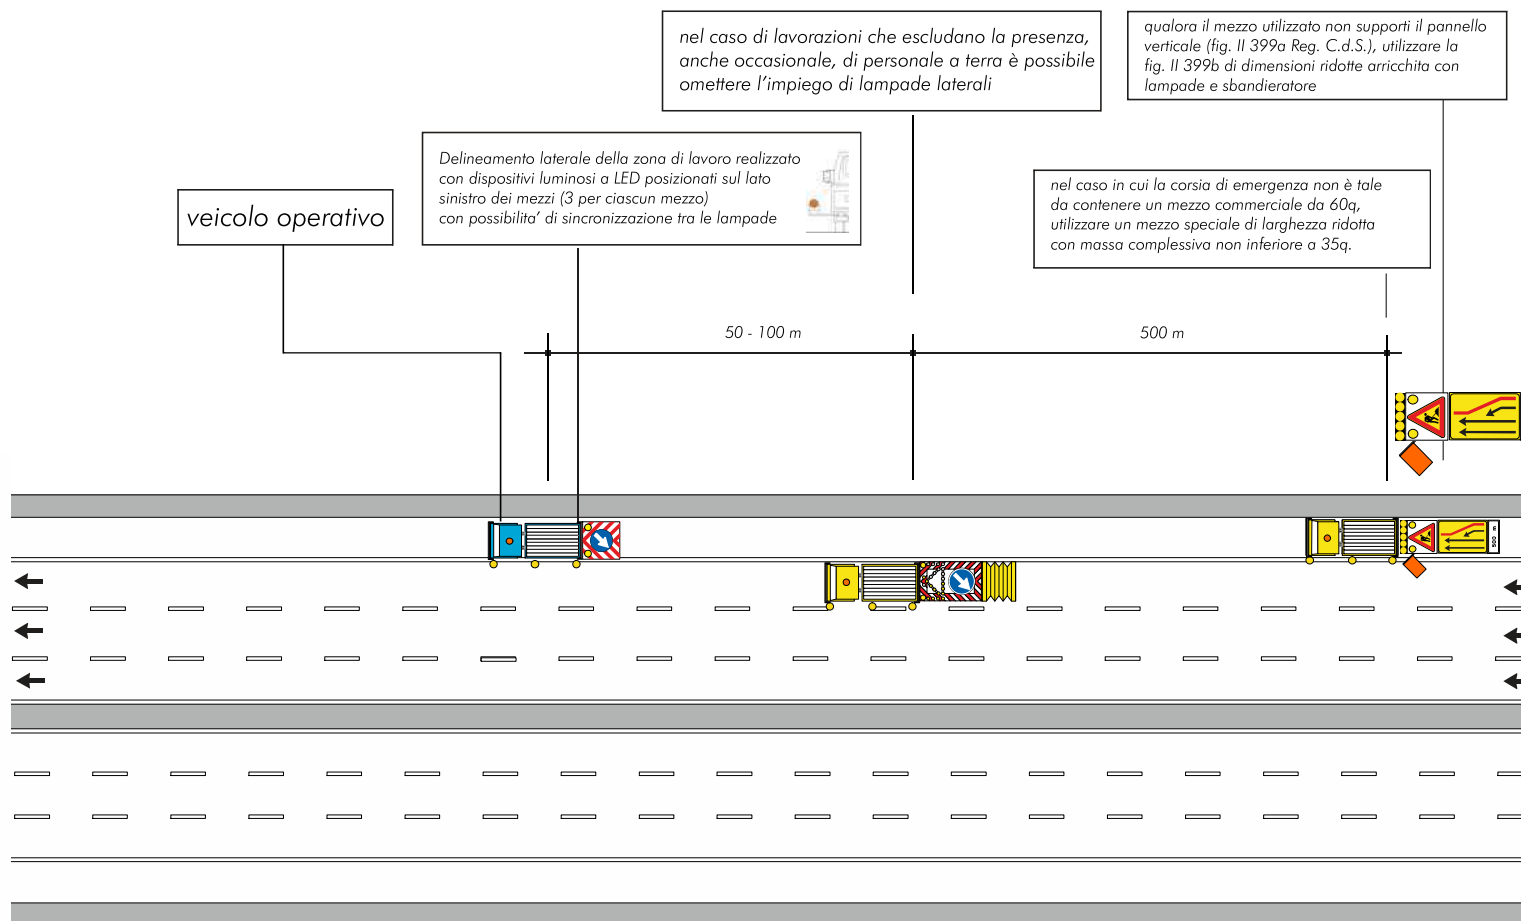 nel caso di lavorazioni che escludano la presenza,
anche occasionale, di personale a terra è possibile
omettere l'impiego di lampade laterali
qualora il mezzo utilizzato non supporti il pannello
verticale (fig. II 399a Reg. C.d.S.), utilizzare la
fig. II 399b di dimensioni ridotte arricchita con
lampade e sbandieratore
Delineamento laterale della zona di lavoro realizzato
con dispositivi luminosi a LED posizionati sul lato
sinistro dei mezzi (3 per ciascun mezzo)
con possibilita' di sincronizzazione tra le lampade
nel caso in cui la corsia di emergenza non è tale
da contenere un mezzo commerciale da 60q,
utilizzare un mezzo speciale di larghezza ridotta
con massa complessiva non inferiore a 35q.
veicolo operativo
50 - 100 m
500 m
500 m